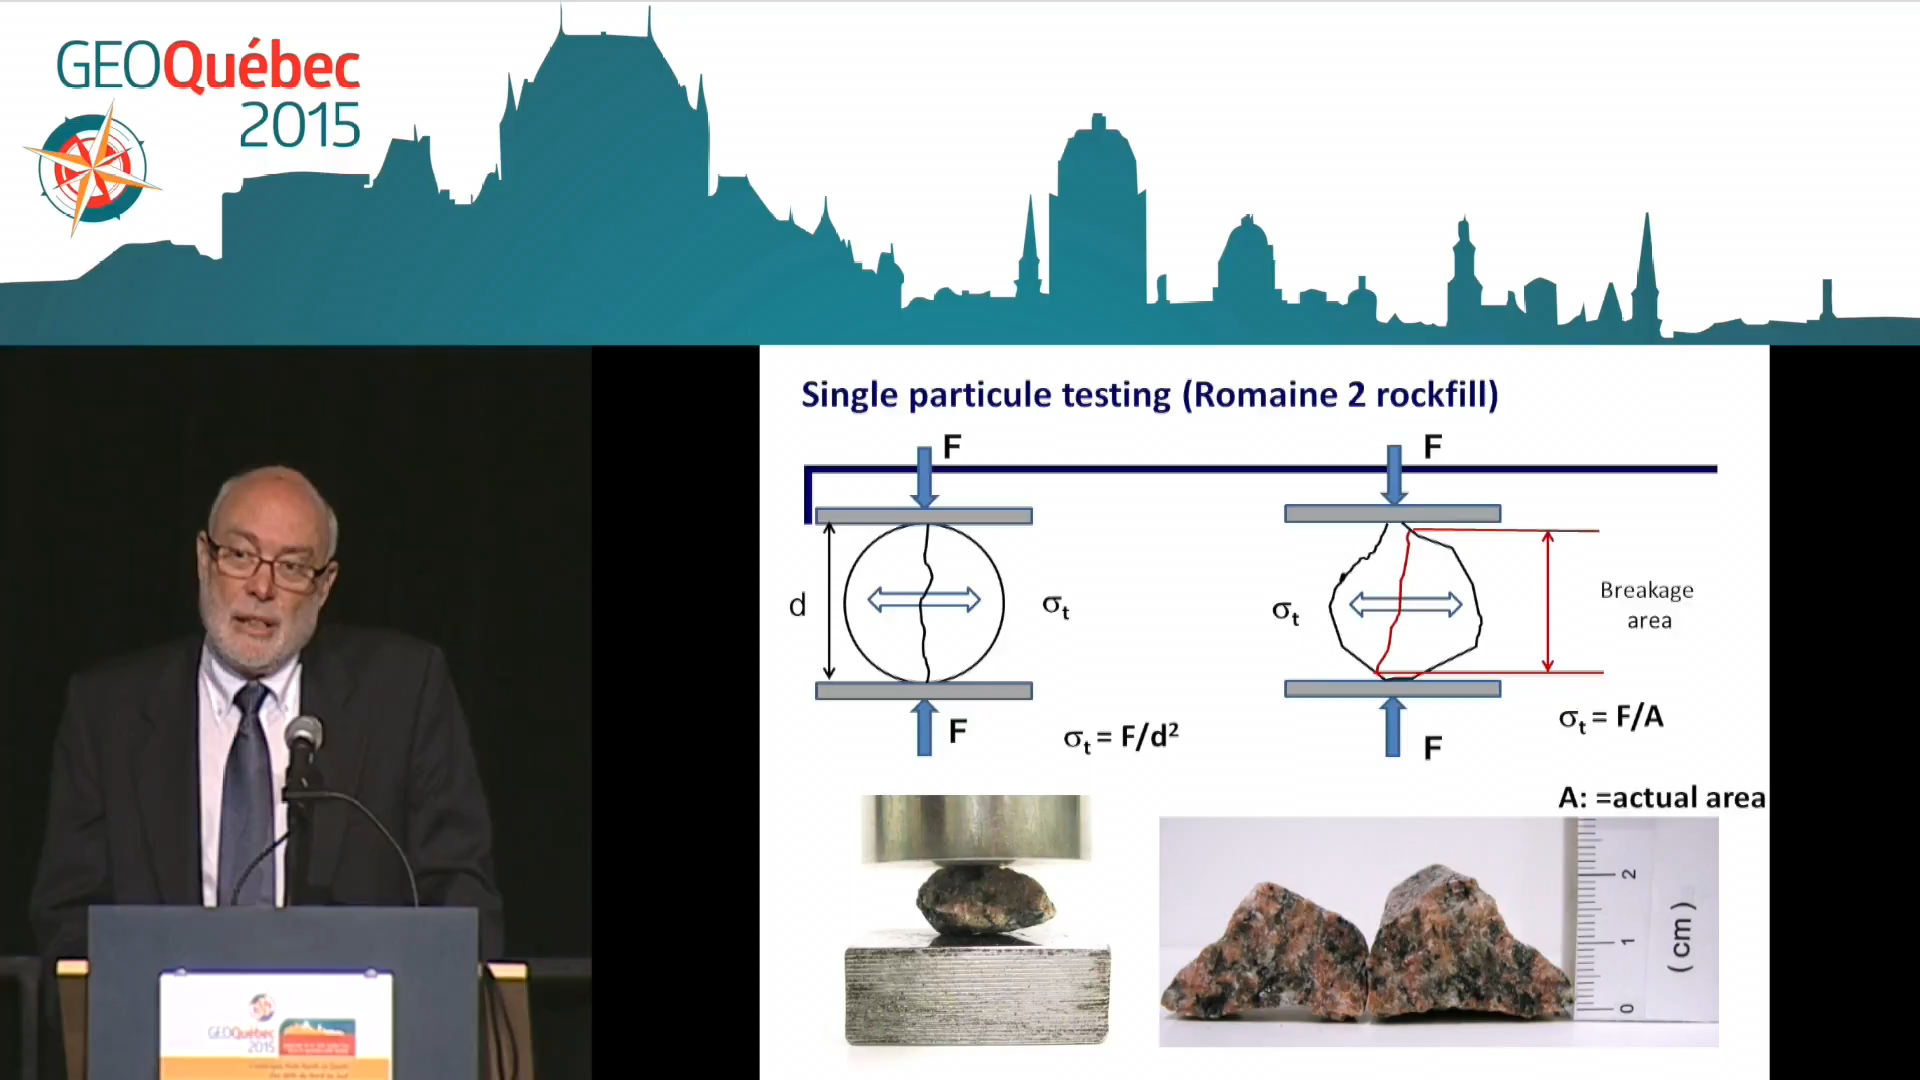 GEOQuébec
2015
Single particule testing (Romaine 2 rockfill)
F
F
d
σt
σt
Breakage
area
F
σt = F/d²
F
σt = F/A
A: =actual area
2
1
0
(cm)
GEOQuébec
2015